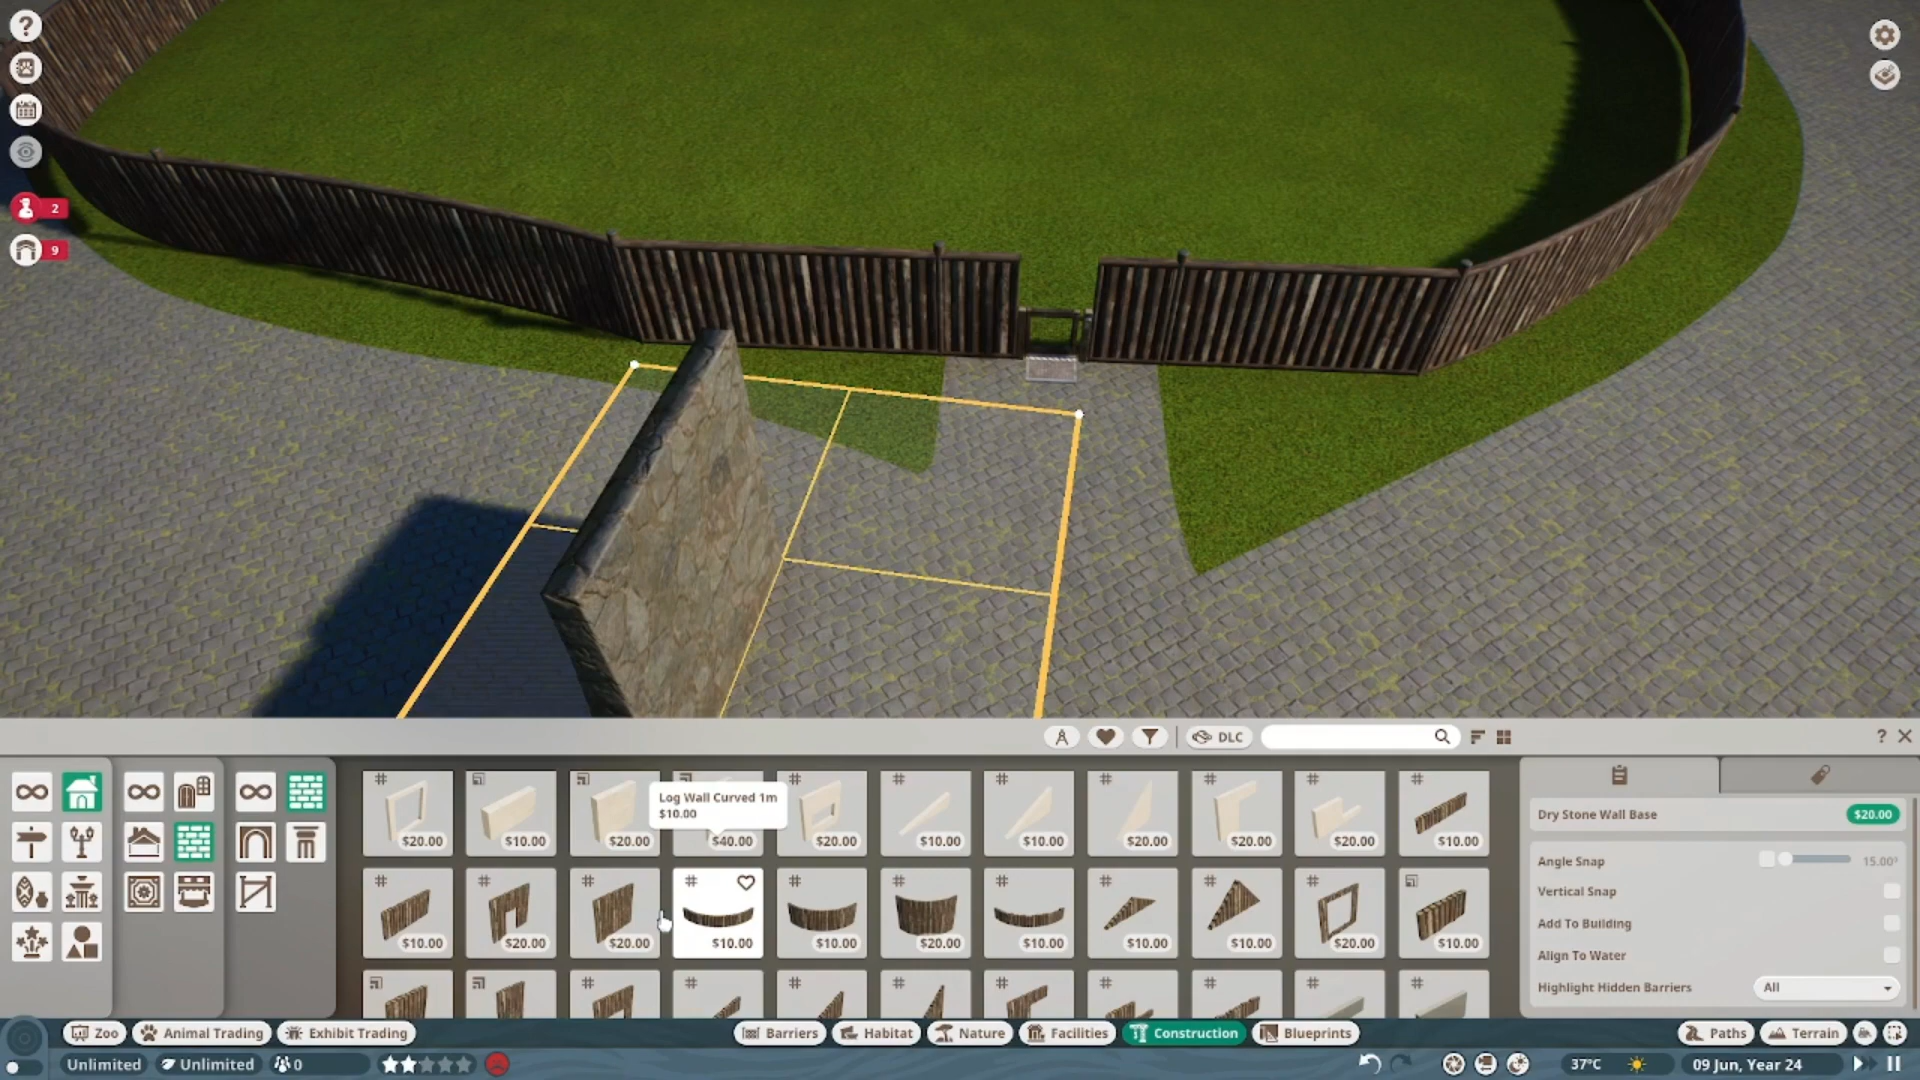 ?
2
9
DLC
?
Log Wall Curved 1m
$10.00
$20.00
$10.00
$20.00
$40.00
$20.00
$10.00
$10.00
$20.00
$20.00
$20.00
$10.00
$10.00
$20.00
$20.00
$10.00
$10.00
$20.00
$10.00
$10.00
$10.00
$20.00
$10.00
Dry Stone Wall Base
$20.00
Angle Snap
15.00°
Vertical Snap
Add To Building
Align To Water
Highlight Hidden Barriers
All
Zoo
Animal Trading
Exhibit Trading
Barriers
Habitat
Nature
Facilities
Construction
Blueprints
Paths
Terrain
Unlimited
Unlimited
0
37°C
09 Jun, Year 24